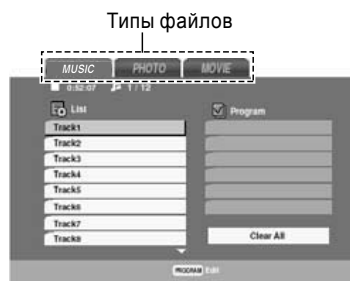 Типы файлов
MUSIC PHOTO MOVIE
0:52:07 1 / 12
List
Program
Track1
Track2
Track3
Track4
Track5
Track6
Track7
Track8
Clear All
PROGRAM Edit